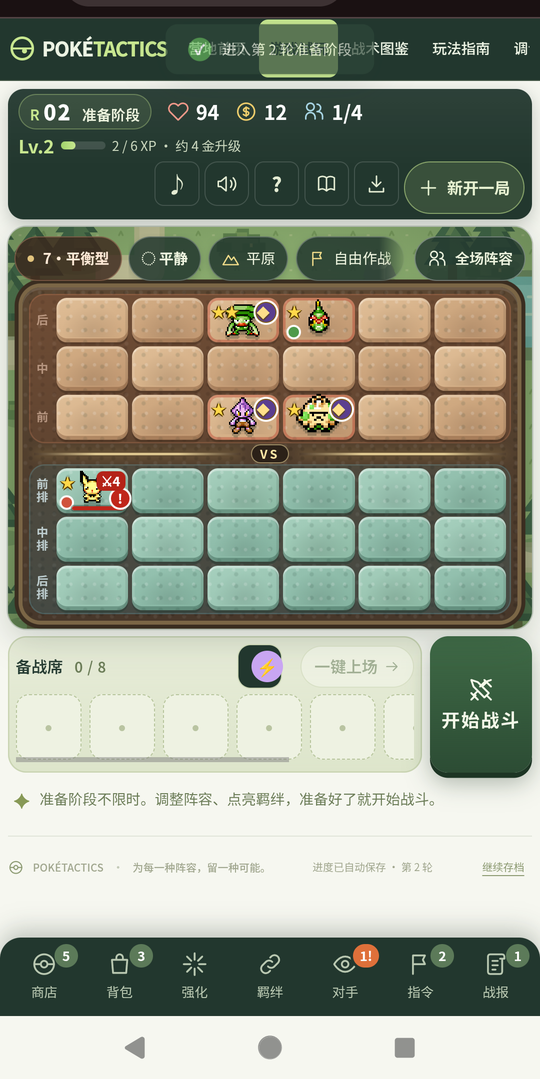 POKÉTACTICS
进入第 2 轮准备阶段
术图鉴
玩法指南
调
R 02 准备阶段
94
12
1/4
Lv.2
2 / 6 XP · 约 4 金升级
?
新开一局
7 · 平衡型
平静
平原
自由作战
全场阵容
后
中
前
VS
前排
4
!
中排
后排
备战席 0 / 8
一键上场 →
开始战斗
准备阶段不限时。调整阵容、点亮羁绊，准备好了就开始战斗。
POKÉTACTICS · 为每一种阵容，留一种可能。
进度已自动保存 · 第 2 轮
继续存档
5
3
1!
2
1
商店
背包
强化
羁绊
对手
指令
战报